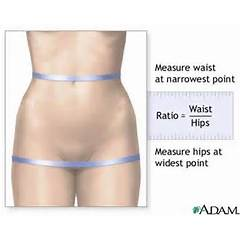 Measure waist
at narrowest point
Ratio = Waist
Hips
Measure hips at
widest point
ADAM.